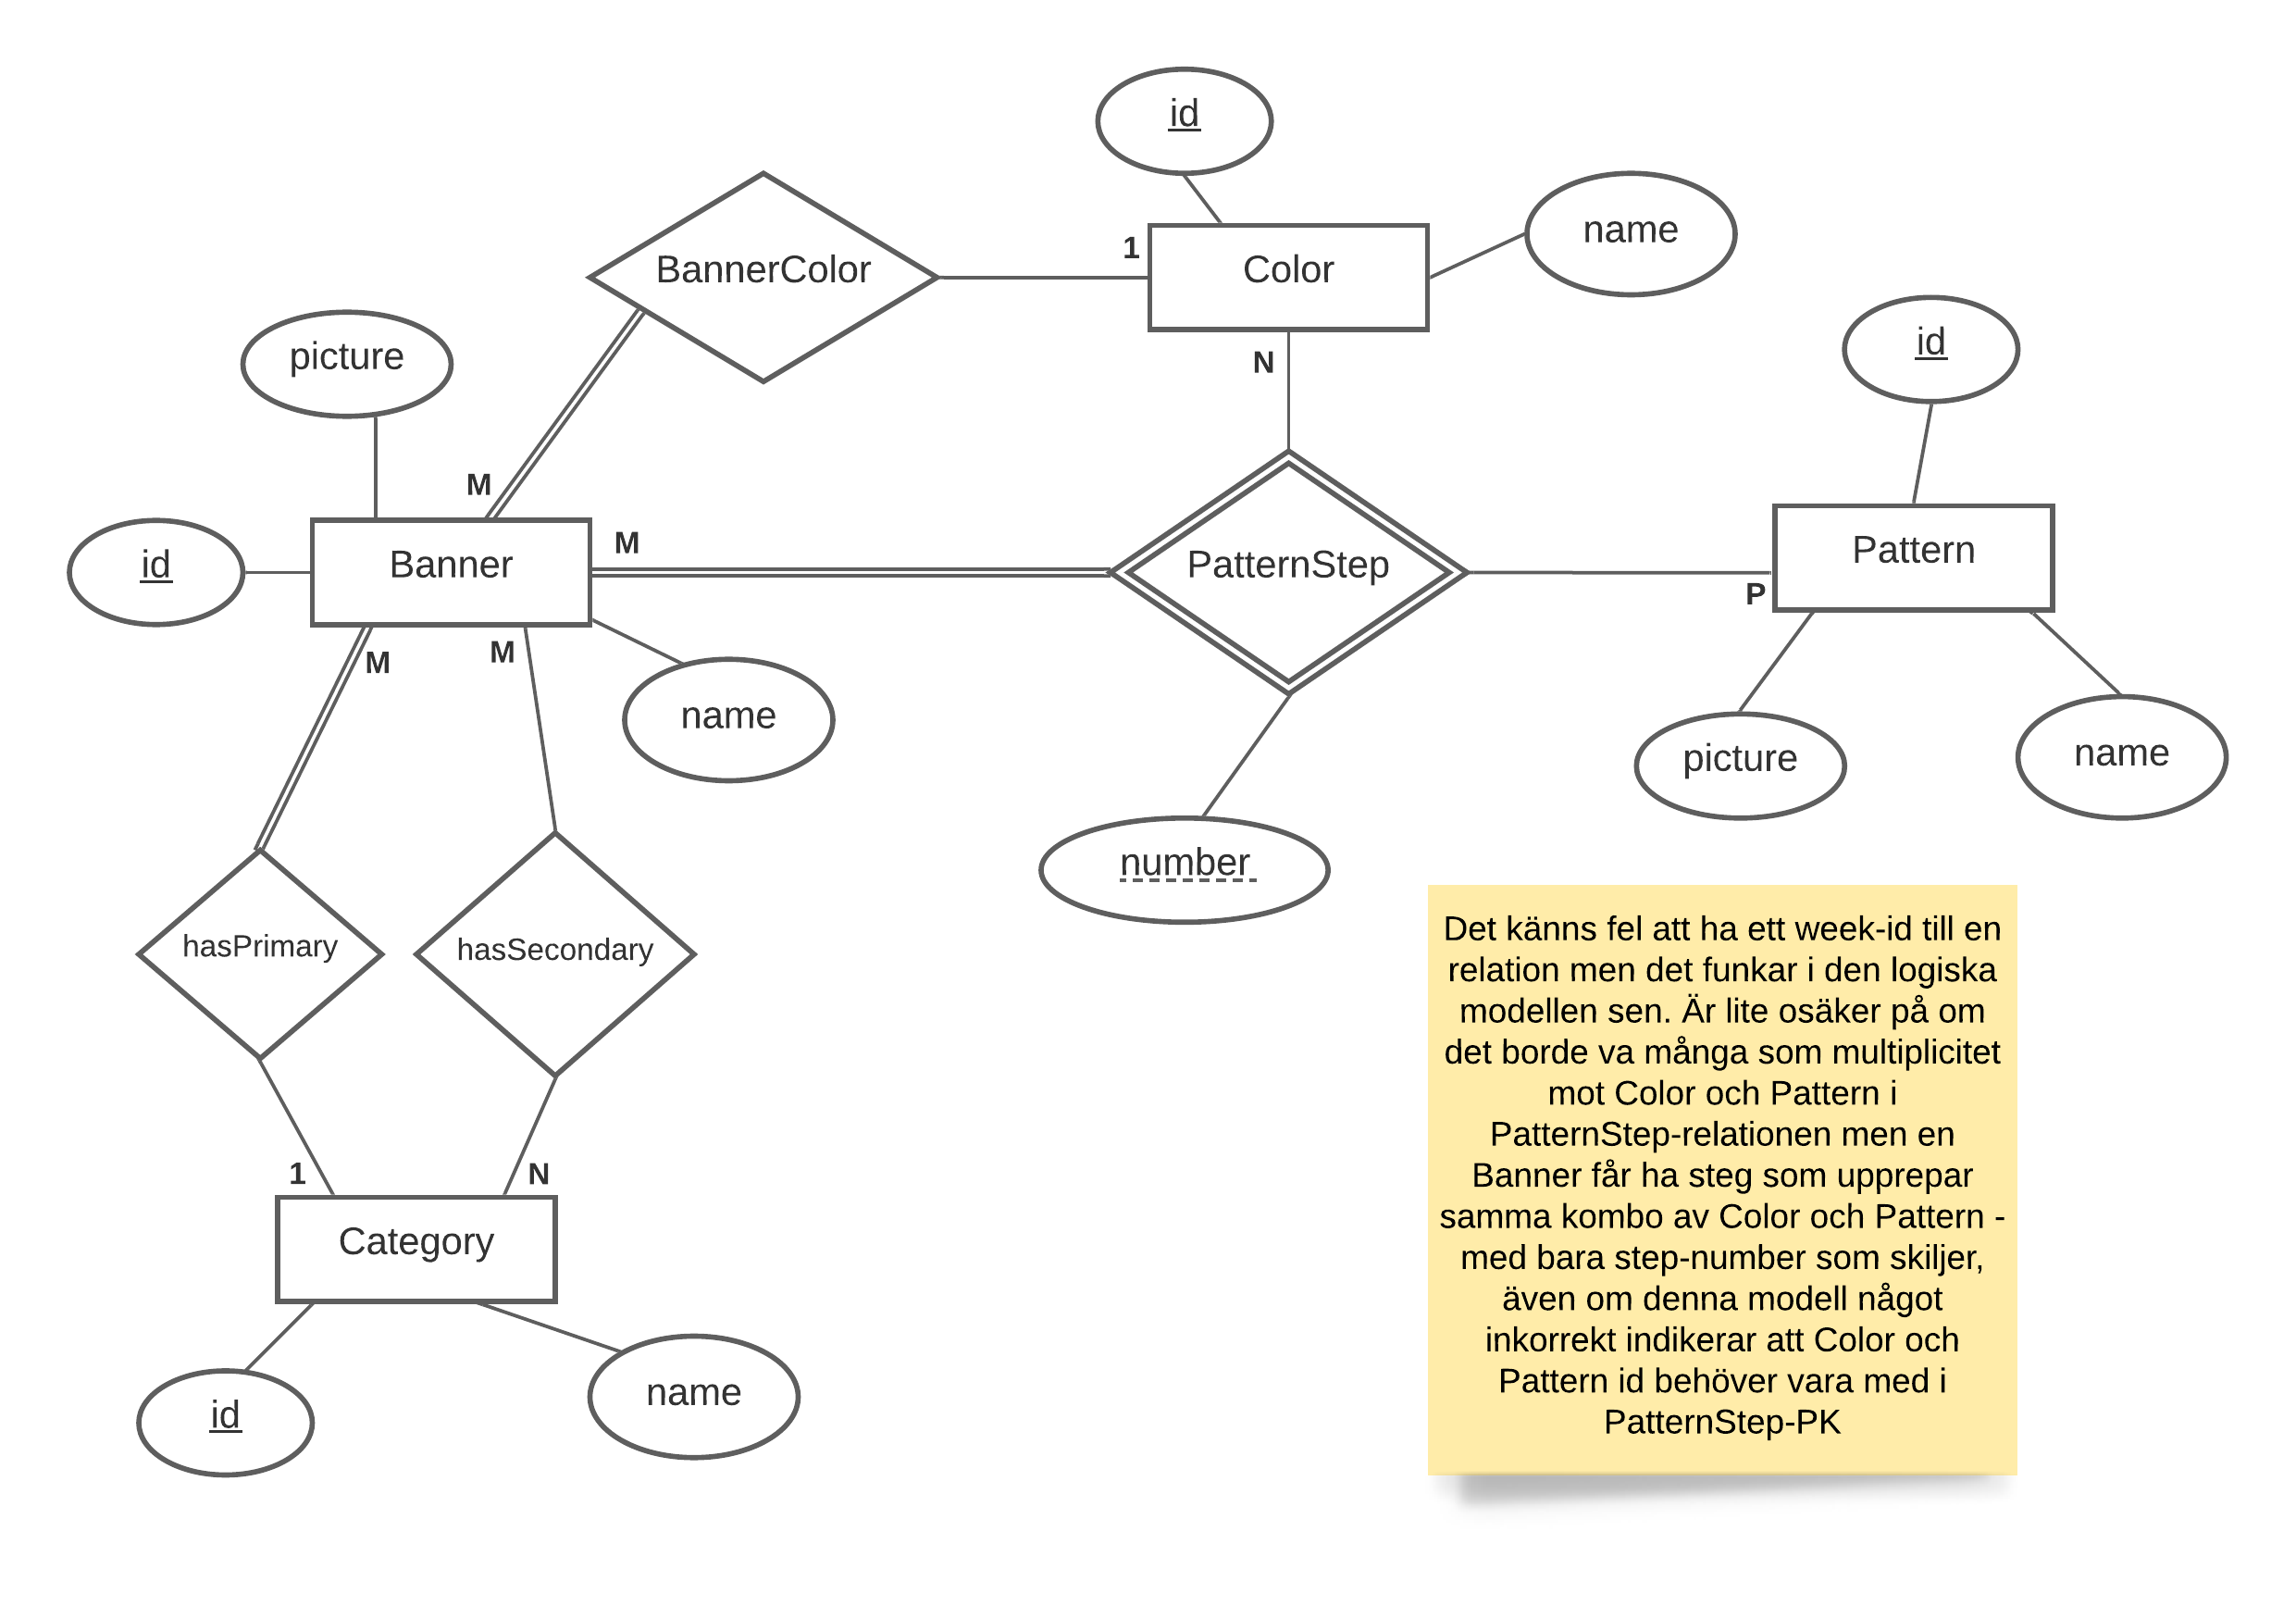 id
name
BannerColor
1
Color
id
picture
N
M
id
Banner
M
PatternStep
Pattern
P
M
M
name
picture
name
number
hasPrimary
hasSecondary
Det känns fel att ha ett week-id till en
relation men det funkar i den logiska
modellen sen. Är lite osäker på om
det borde va många som multiplicitet
mot Color och Pattern i
PatternStep-relationen men en
Banner får ha steg som upprepar
samma kombo av Color och Pattern -
med bara step-number som skiljer,
även om denna modell något
inkorrekt indikerar att Color och
Pattern id behöver vara med i
PatternStep-PK
1
N
Category
name
id